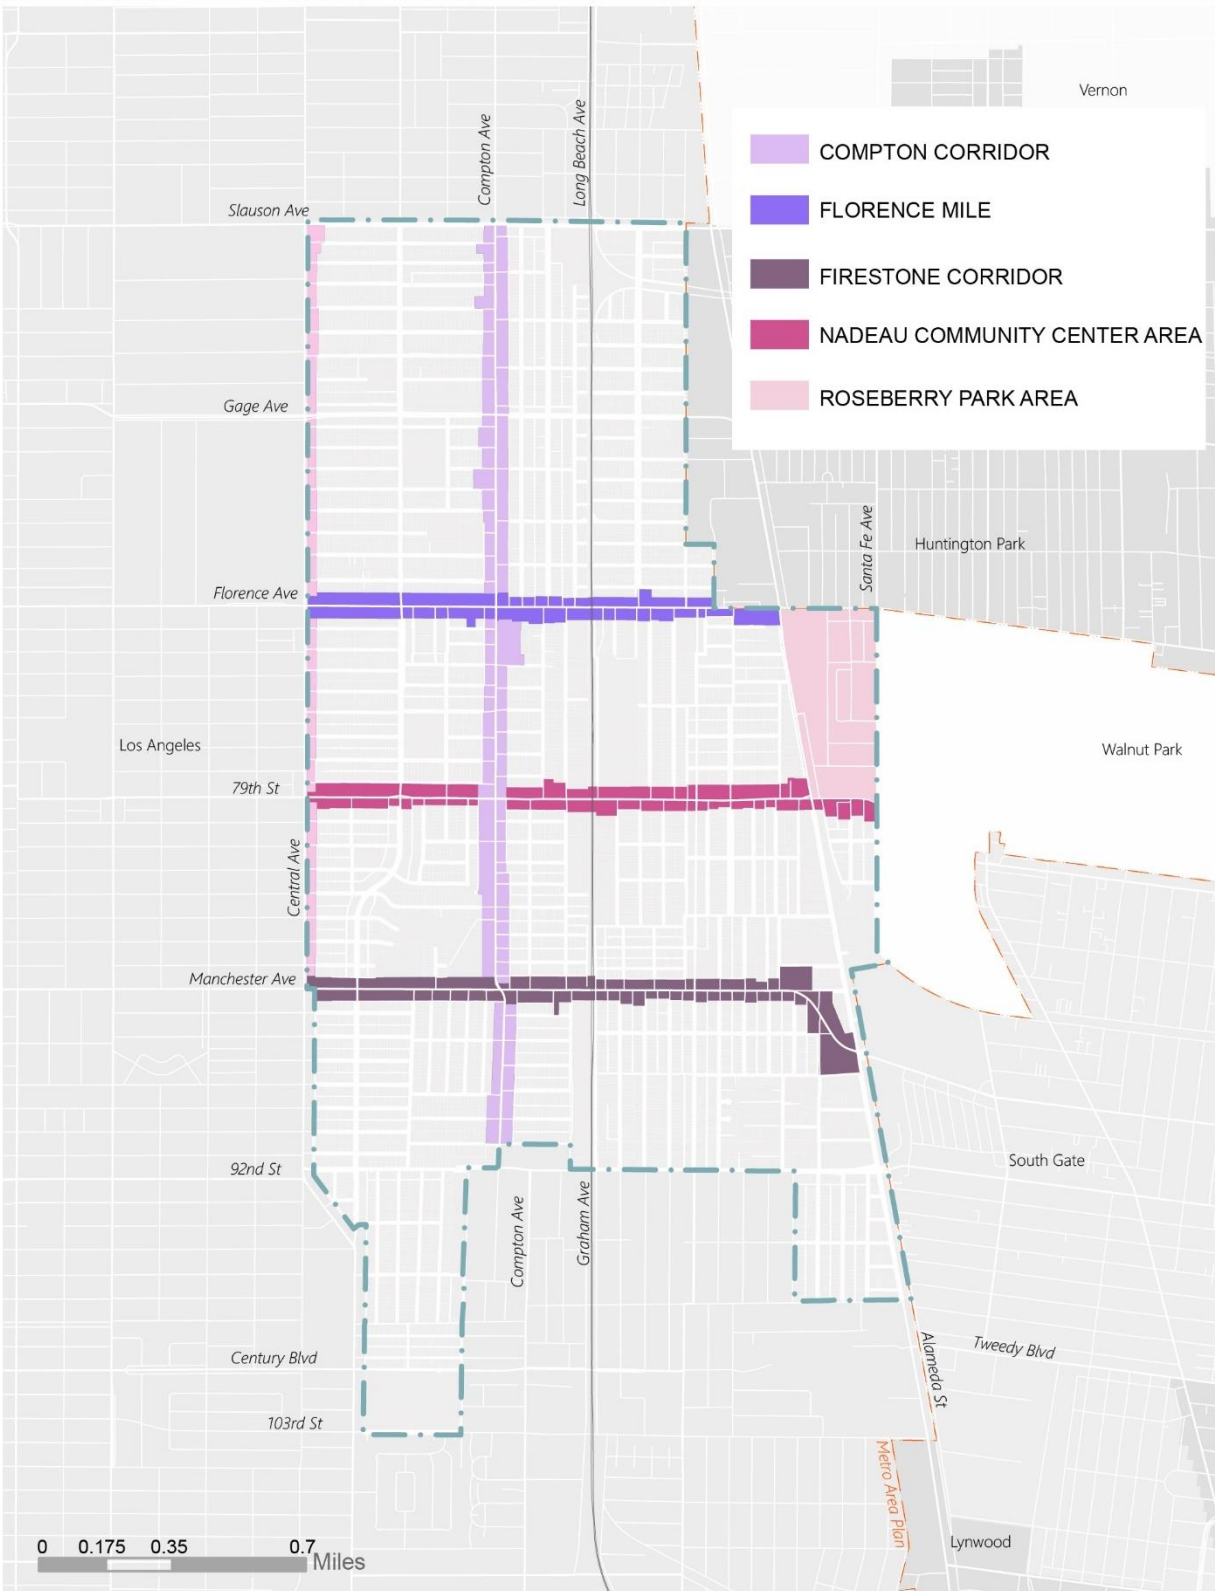 Vernon
COMPTON CORRIDOR
FLORENCE MILE
FIRESTONE CORRIDOR
NADEAU COMMUNITY CENTER AREA
ROSEBERRY PARK AREA
Compton Ave
Long Beach Ave
Slauson Ave
Gage Ave
Santa Fe Ave
Huntington Park
Florence Ave
Los Angeles
Walnut Park
79th St
Central Ave
Manchester Ave
92nd St
South Gate
Compton Ave
Graham Ave
Century Blvd
Tweedy Blvd
Alameda St
103rd St
Metro Area Plan
Lynwood
0 0.175 0.35 0.7
Miles